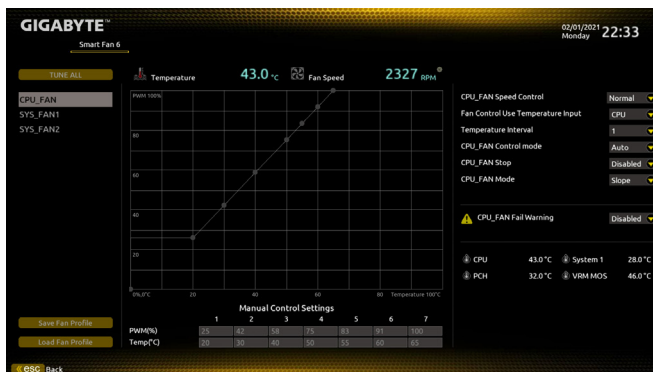 GIGABYTE™
02/01/2021
Monday
22:33
Smart Fan 6
TUNE ALL
Temperature 43.0 °C Fan Speed 2327 RPM
CPU_FAN
SYS_FAN1
SYS_FAN2
PWM 100%
80
60
40
20
0%,0°C 20 40 60 80 Temperature 100°C
CPU_FAN Speed Control Normal
Fan Control Use Temperature Input CPU
Temperature Interval 1
CPU_FAN Control mode Auto
CPU_FAN Stop Disabled
CPU_FAN Mode Slope
CPU_FAN Fail Warning Disabled
CPU 43.0°C System 1 28.0°C
PCH 32.0°C VRM MOS 46.0°C
Manual Control Settings
1 2 3 4 5 6 7
PWM(%) 25 42 58 75 83 91 100
Temp(°C) 20 30 40 50 55 60 65
Save Fan Profile
Load Fan Profile
«esc Back